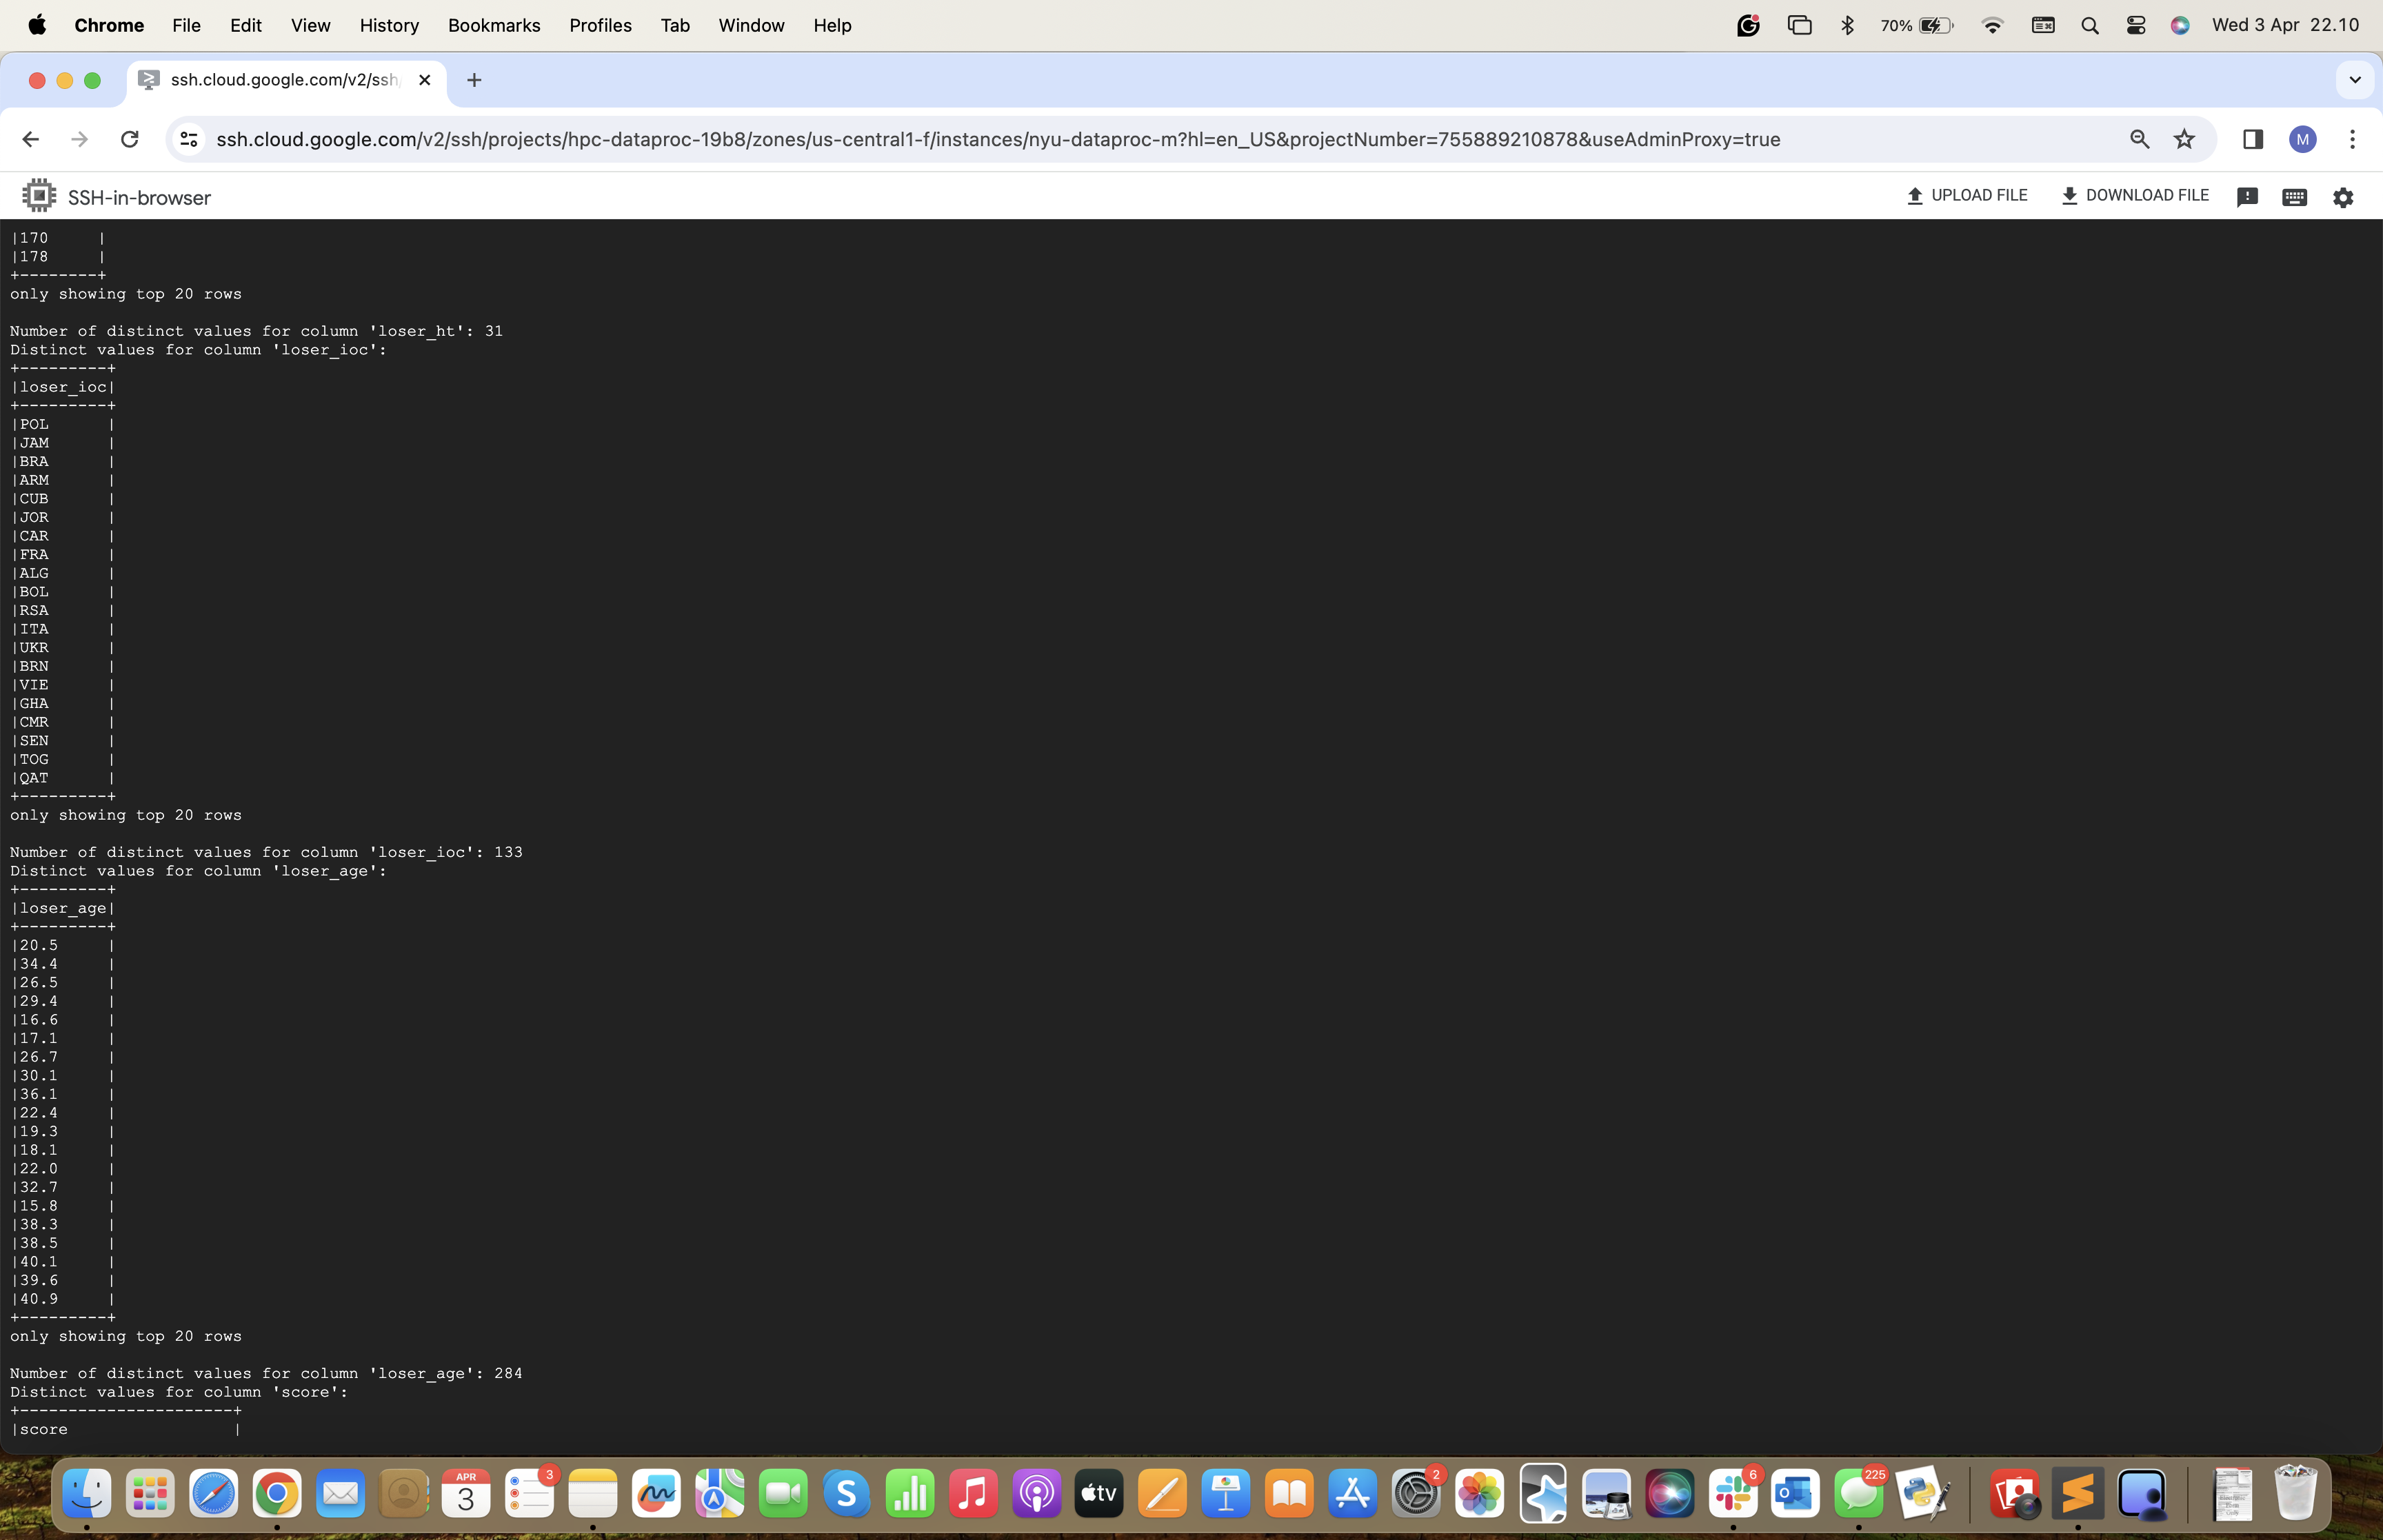 Chrome File Edit View History Bookmarks Profiles Tab Window Help 70% Wed 3 Apr 22.10
ssh.cloud.google.com/v2/ssh
ssh.cloud.google.com/v2/ssh/projects/hpc-dataproc-19b8/zones/us-central1-f/instances/nyu-dataproc-m?hl=en_US&projectNumber=755889210878&useAdminProxy=true M
SSH-in-browser UPLOAD FILE DOWNLOAD FILE
|170     |
|178     |
+--------+
only showing top 20 rows
Number of distinct values for column 'loser_ht': 31
Distinct values for column 'loser_ioc':
+---------+
|loser_ioc|
+---------+
|POL      |
|JAM      |
|BRA      |
|ARM      |
|CUB      |
|JOR      |
|CAR      |
|FRA      |
|ALG      |
|BOL      |
|RSA      |
|ITA      |
|UKR      |
|BRN      |
|VIE      |
|GHA      |
|CMR      |
|SEN      |
|TOG      |
|QAT      |
+---------+
only showing top 20 rows
Number of distinct values for column 'loser_ioc': 133
Distinct values for column 'loser_age':
+---------+
|loser_age|
+---------+
|20.5     |
|34.4     |
|26.5     |
|29.4     |
|16.6     |
|17.1     |
|26.7     |
|30.1     |
|36.1     |
|22.4     |
|19.3     |
|18.1     |
|22.0     |
|32.7     |
|15.8     |
|38.3     |
|38.5     |
|40.1     |
|39.6     |
|40.9     |
+---------+
only showing top 20 rows
Number of distinct values for column 'loser_age': 284
Distinct values for column 'score':
+----------------------+
|score                 |
APR 3 3 tv 2 6 225